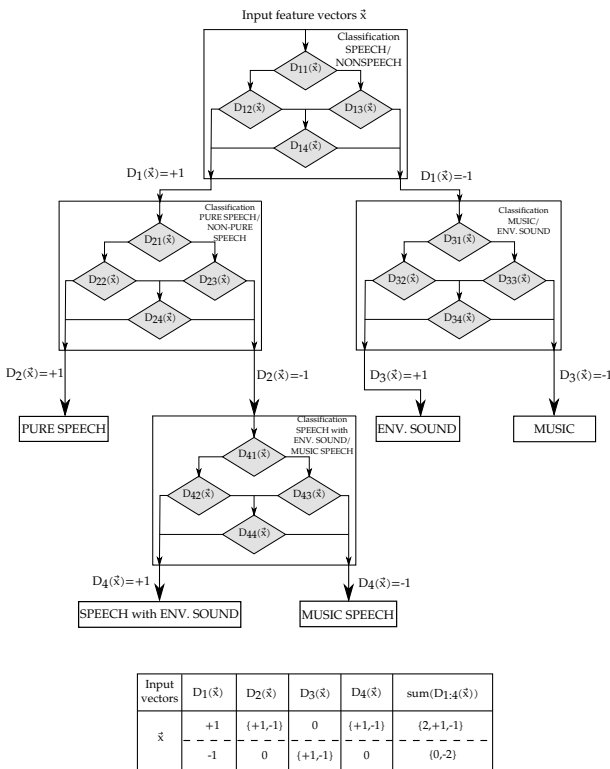 Input feature vectors x⃗
Classification
SPEECH/
NONSPEECH
D11(x⃗)
D12(x⃗)
D13(x⃗)
D14(x⃗)
D1(x⃗)=+1
D1(x⃗)=-1
Classification
PURE SPEECH/
NON-PURE
SPEECH
D21(x⃗)
D22(x⃗)
D23(x⃗)
D24(x⃗)
Classification
MUSIC/
ENV. SOUND
D31(x⃗)
D32(x⃗)
D33(x⃗)
D34(x⃗)
D2(x⃗)=+1
D2(x⃗)=-1
D3(x⃗)=+1
D3(x⃗)=-1
PURE SPEECH
ENV. SOUND
MUSIC
Classification
SPEECH with
ENV. SOUND/
MUSIC SPEECH
D41(x⃗)
D42(x⃗)
D43(x⃗)
D44(x⃗)
D4(x⃗)=+1
D4(x⃗)=-1
SPEECH with ENV. SOUND
MUSIC SPEECH
Input vectors D1(x⃗) D2(x⃗) D3(x⃗) D4(x⃗) sum(D1:4(x⃗))
x⃗ +1 {+1,-1} 0 {+1,-1} {2,+1,-1}
-1 0 {+1,-1} 0 {0,-2}